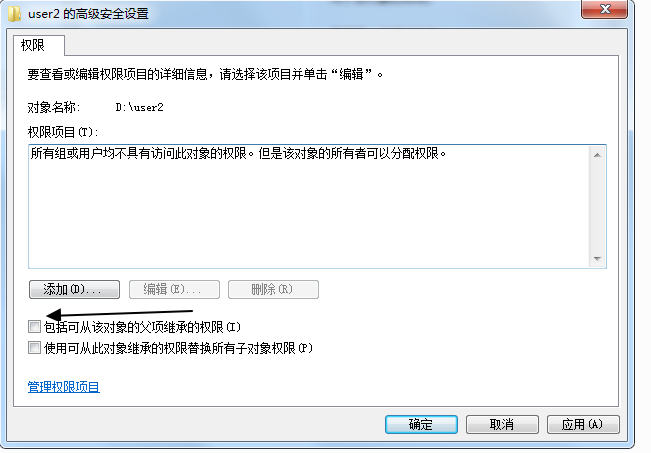 user2 的高级安全设置
权限
要查看或编辑权限项目的详细信息，请选择该项目并单击“编辑”。
对象名称: D:\user2
权限项目(T):
所有组或用户均不具有访问此对象的权限。但是该对象的所有者可以分配权限。
添加(D)... 编辑(E)... 删除(R)
包括可从该对象的父项继承的权限(I)
使用可从此对象继承的权限替换所有子对象权限(P)
管理权限项目
确定 取消 应用(A)